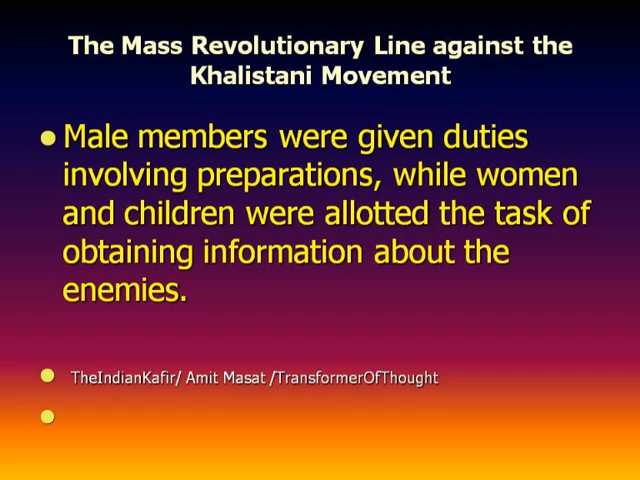 The Mass Revolutionary Line against the
Khalistani Movement
Male members were given duties
involving preparations, while women
and children were allotted the task of
obtaining information about the
enemies.
TheIndianKafir/ Amit Masat /TransformerOfThought